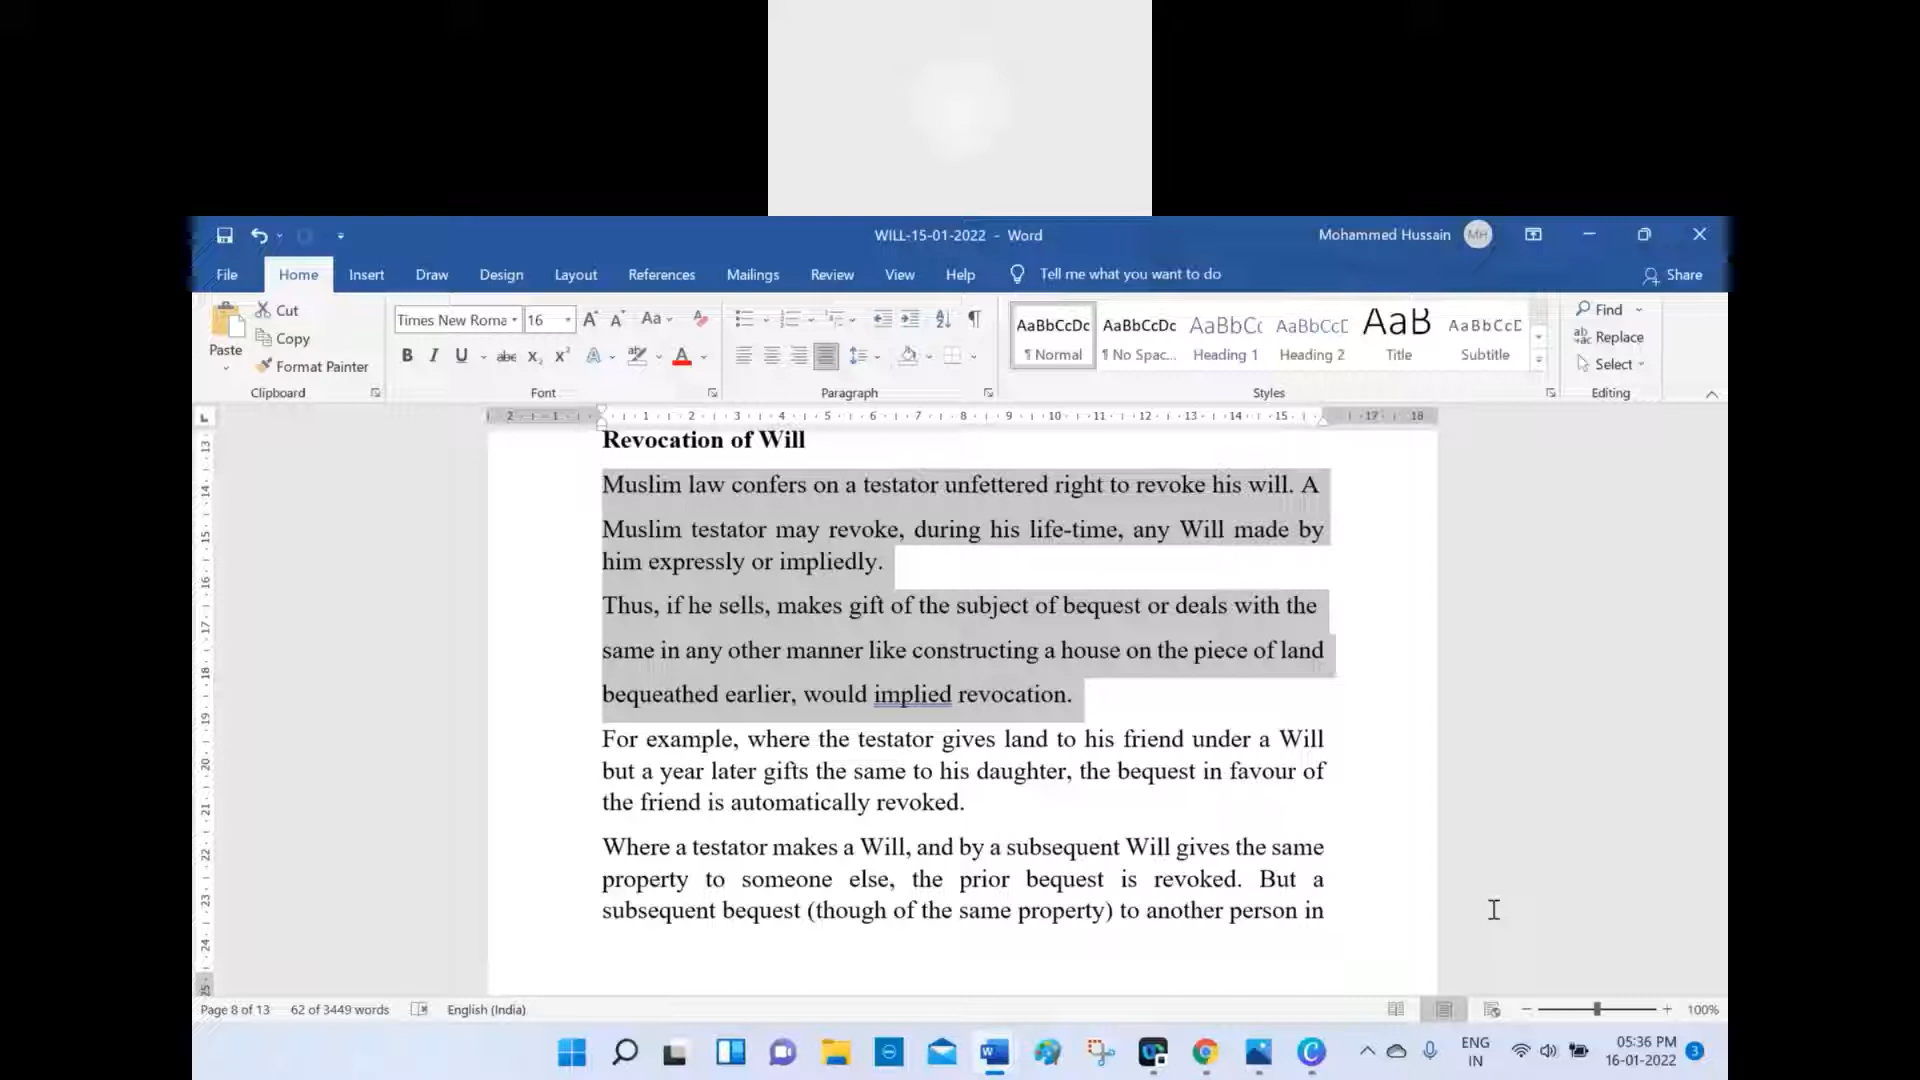 WILL-15-01-2022 - Word
Mohammed Hussain
MH
File
Home
Insert
Draw
Design
Layout
References
Mailings
Review
View
Help
Tell me what you want to do
Share
Paste
Cut
Copy
Format Painter
Clipboard
Times New Roma
16
Font
Paragraph
AaBbCcDc
¶ Normal
AaBbCcDc
¶ No Spac...
AaBbCc
Heading 1
AaBbCcD
Heading 2
AaB
Title
AaBbCcD
Subtitle
Styles
Find
Replace
Select
Editing
Revocation of Will
Muslim law confers on a testator unfettered right to revoke his will. A
Muslim testator may revoke, during his life-time, any Will made by
him expressly or impliedly.
Thus, if he sells, makes gift of the subject of bequest or deals with the
same in any other manner like constructing a house on the piece of land
bequeathed earlier, would implied revocation.
For example, where the testator gives land to his friend under a Will
but a year later gifts the same to his daughter, the bequest in favour of
the friend is automatically revoked.
Where a testator makes a Will, and by a subsequent Will gives the same
property to someone else, the prior bequest is revoked. But a
subsequent bequest (though of the same property) to another person in
Page 8 of 13
62 of 3449 words
English (India)
100%
ENG
IN
05:36 PM
16-01-2022
3